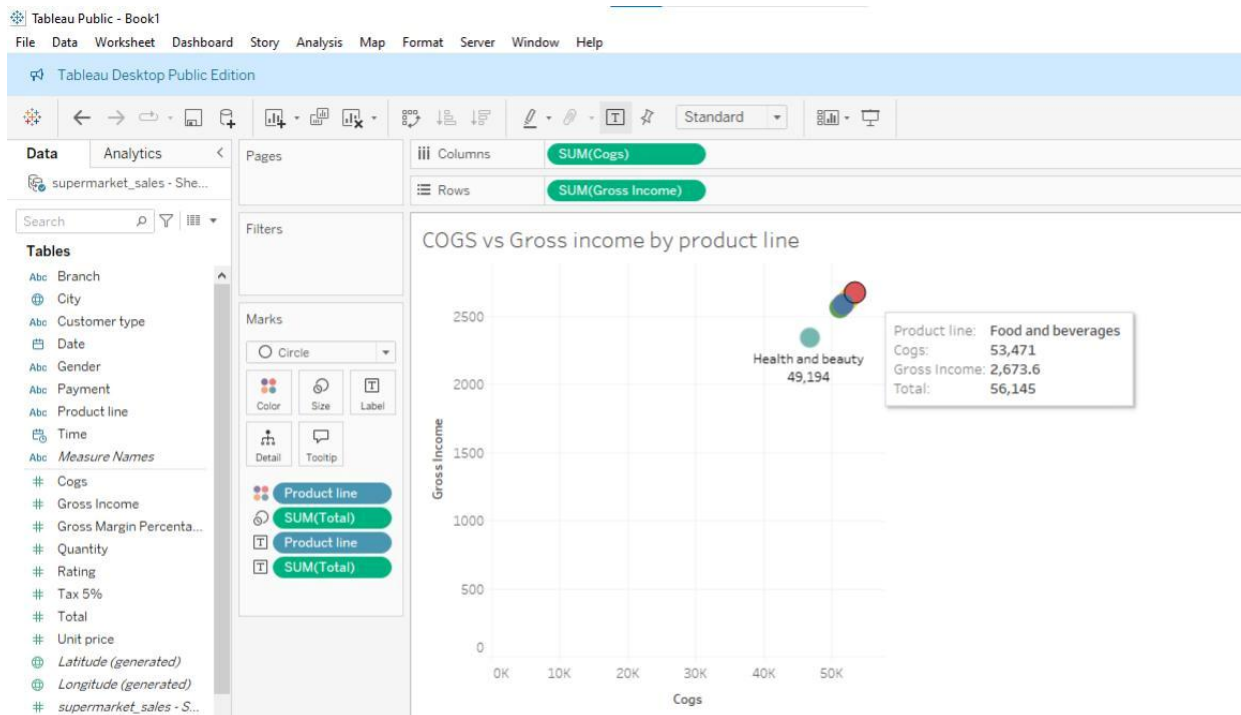 Tableau Public - Book1
File Data Worksheet Dashboard Story Analysis Map Format Server Window Help
Tableau Desktop Public Edition
Standard
Data Analytics
supermarket_sales - She...
Search
Tables
Abc Branch
City
Abc Customer type
Date
Abc Gender
Abc Payment
Abc Product line
Time
Abc Measure Names
# Cogs
# Gross Income
# Gross Margin Percenta...
# Quantity
# Rating
# Tax 5%
# Total
# Unit price
Latitude (generated)
Longitude (generated)
# supermarket_sales - S...
Pages
Filters
Marks
Circle
Color Size Label
Detail Tooltip
Product line
SUM(Total)
T Product line
T SUM(Total)
Columns SUM(Cogs)
Rows SUM(Gross Income)
COGS vs Gross income by product line
2500
2000
1500
1000
500
0
Gross Income
Health and beauty
49,194
Product line: Food and beverages
Cogs: 53,471
Gross Income: 2,673.6
Total: 56,145
0K 10K 20K 30K 40K 50K
Cogs